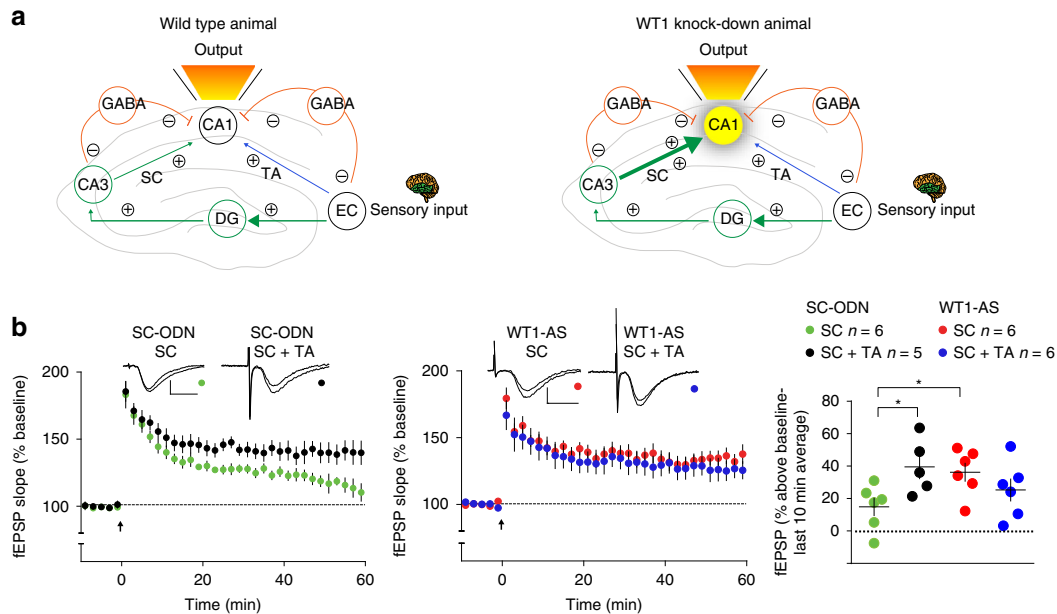 a
Wild type animal
Output
GABA
GABA
CA1
CA3
SC
TA
DG
EC
Sensory input
WT1 knock-down animal
Output
GABA
GABA
CA1
CA3
SC
TA
DG
EC
Sensory input
b
SC-ODN
SC
SC-ODN
SC + TA
fEPSP slope (% baseline)
200
150
100
0
20
40
60
Time (min)
WT1-AS
SC
WT1-AS
SC + TA
fEPSP slope (% baseline)
200
150
100
0
20
40
60
Time (min)
SC-ODN
WT1-AS
SC n = 6
SC n = 6
SC + TA n = 5
SC + TA n = 6
fEPSP (% above baseline-
last 10 min average)
80
60
40
20
0
*
*